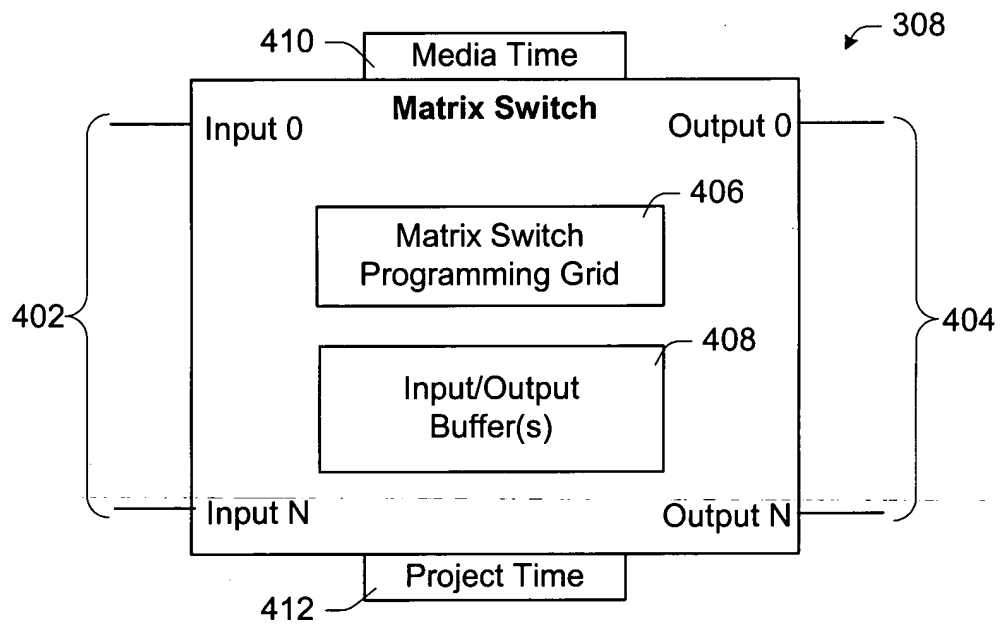 410
Media Time
308
Matrix Switch
Input 0
Output 0
406
Matrix Switch
Programming Grid
402
404
408
Input/Output
Buffer(s)
Input N
Output N
Project Time
412